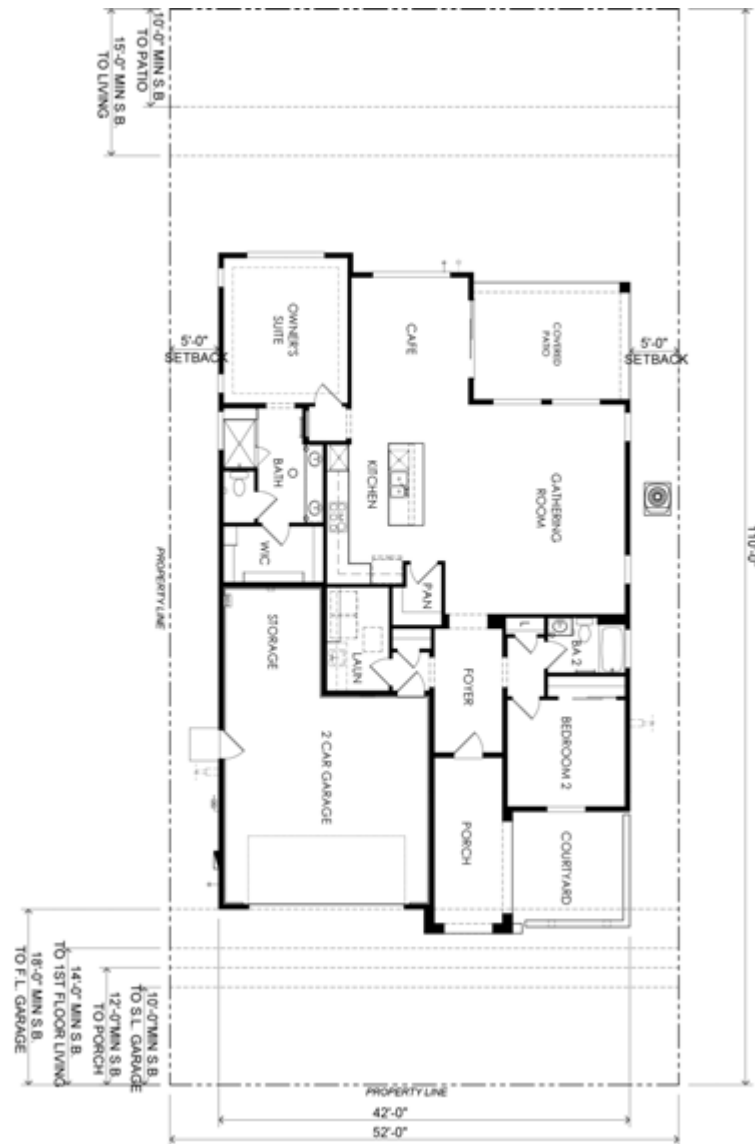 10'-0" MIN S.B.
TO PATIO
15'-0" MIN S.B.
TO LIVING
110'-0"
OWNER'S
SUITE
CAFE
COVERED
PATIO
5'-0"
SETBACK
5'-0"
SETBACK
BATH
KITCHEN
GATHERING
ROOM
WIC
PAN
PROPERTY LINE
STORAGE
LAUN
L
BA 2
FOYER
BEDROOM 2
2 CAR GARAGE
PORCH
COURTYARD
18'-0" MIN S.B.
TO F.L. GARAGE
14'-0" MIN S.B.
TO 1ST FLOOR LIVING
12'-0"MIN S.B.
TO PORCH
10'-0"MIN S.B.
TO S.L. GARAGE
PROPERTY LINE
42'-0"
52'-0"